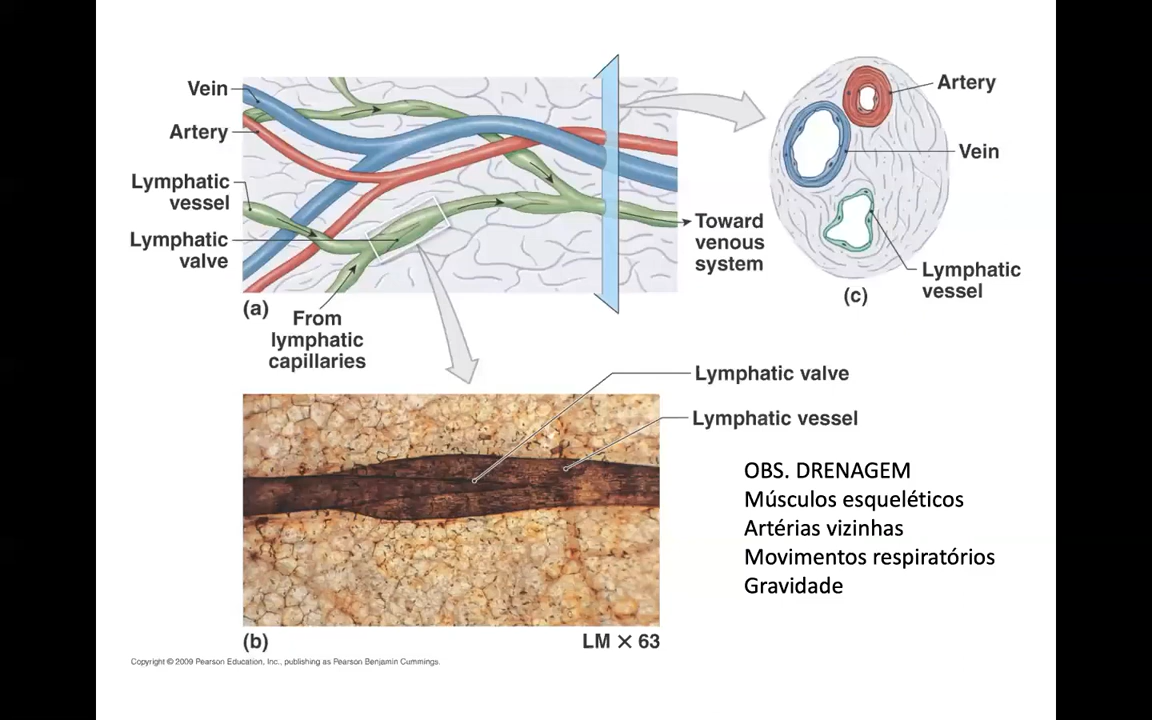 Vein
Artery
Lymphatic
vessel
Lymphatic
valve
(a)
From
lymphatic
capillaries
Toward
venous
system
Artery
Vein
Lymphatic
vessel
(c)
Lymphatic valve
Lymphatic vessel
OBS. DRENAGEM
Músculos esqueléticos
Artérias vizinhas
Movimentos respiratórios
Gravidade
(b)
LM × 63
Copyright © 2009 Pearson Education, Inc., publishing as Pearson Benjamin Cummings.